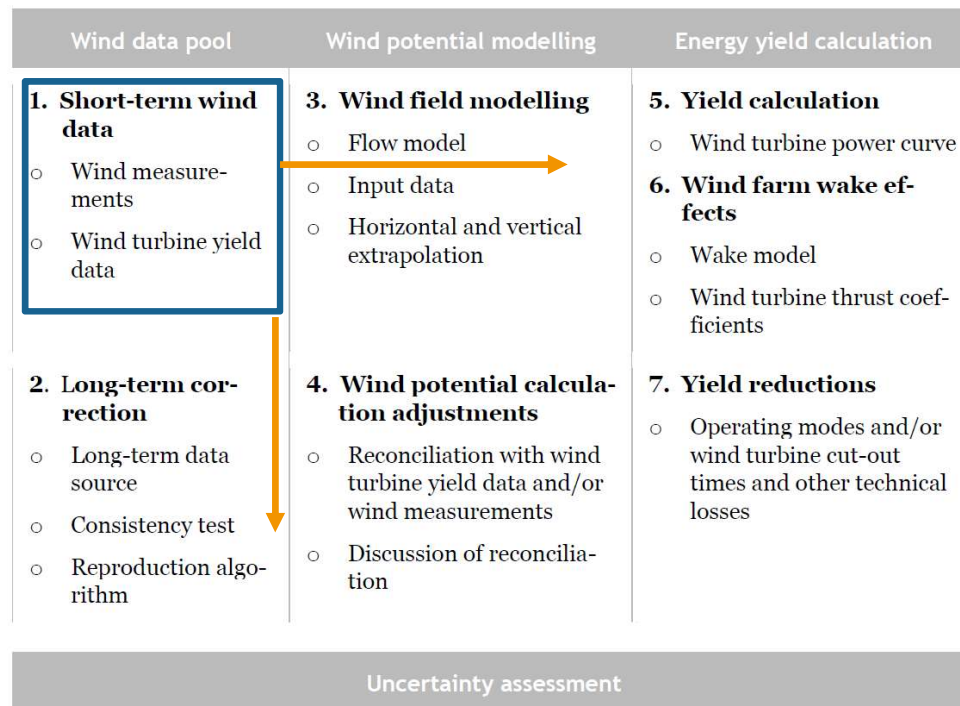 Wind data pool
Wind potential modelling
Energy yield calculation
1. Short-term wind
data
○ Wind measure-
ments
○ Wind turbine yield
data
3. Wind field modelling
○ Flow model
○ Input data
○ Horizontal and vertical
extrapolation
5. Yield calculation
○ Wind turbine power curve
6. Wind farm wake ef-
fects
○ Wake model
○ Wind turbine thrust coef-
ficients
2. Long-term cor-
rection
○ Long-term data
source
○ Consistency test
○ Reproduction algo-
rithm
4. Wind potential calcula-
tion adjustments
○ Reconciliation with wind
turbine yield data and/or
wind measurements
○ Discussion of reconcilia-
tion
7. Yield reductions
○ Operating modes and/or
wind turbine cut-out
times and other technical
losses
Uncertainty assessment